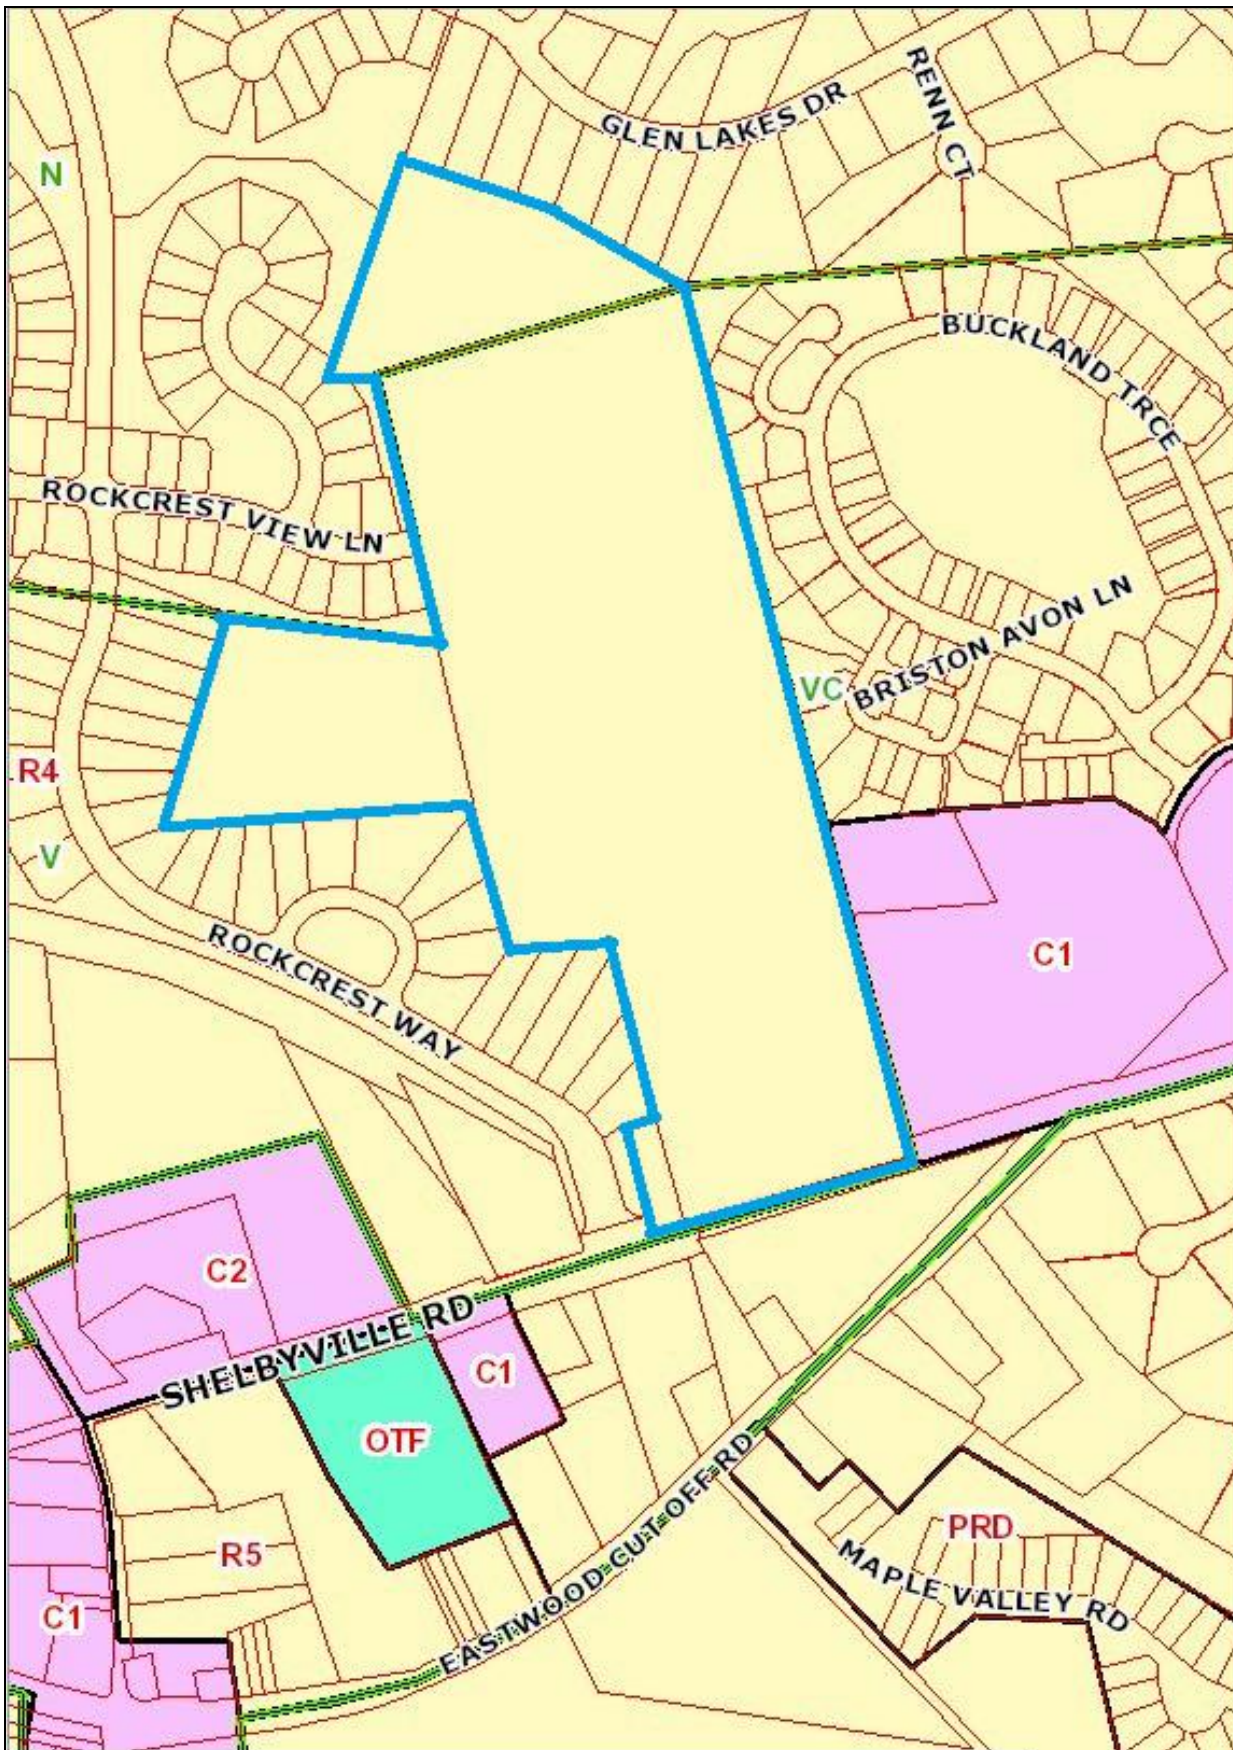 GLEN LAKES DR
RENN CT
N
BUCKLAND TRCE
ROCKCREST VIEW LN
BRISTON AVON LN
VC
R4
V
ROCKCREST WAY
C1
C2
SHELBYVILLE RD
C1
OTF
EASTWOOD CUT OFF RD
PRD
R5
MAPLE VALLEY RD
C1